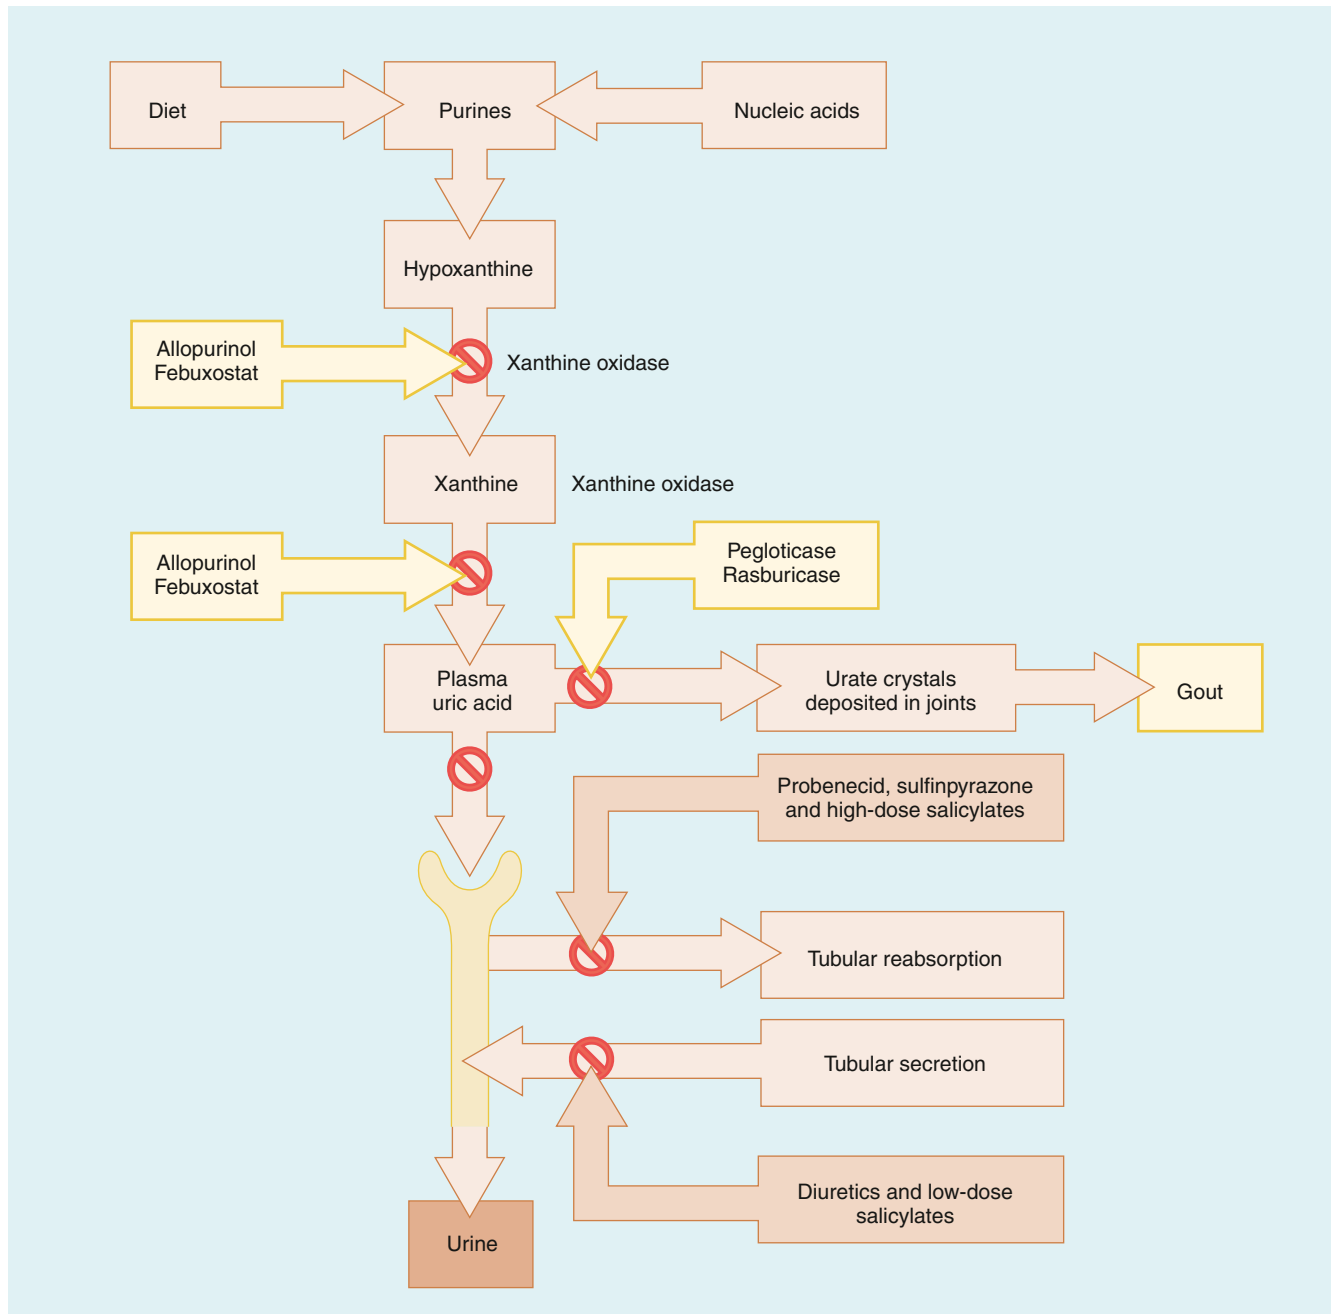 Diet
Purines
Nucleic acids
Hypoxanthine
Allopurinol
Febuxostat
Xanthine oxidase
Xanthine
Xanthine oxidase
Allopurinol
Febuxostat
Pegloticase
Rasburicase
Plasma
uric acid
Urate crystals
deposited in joints
Gout
Probenecid, sulfinpyrazone
and high-dose salicylates
Tubular reabsorption
Tubular secretion
Diuretics and low-dose
salicylates
Urine